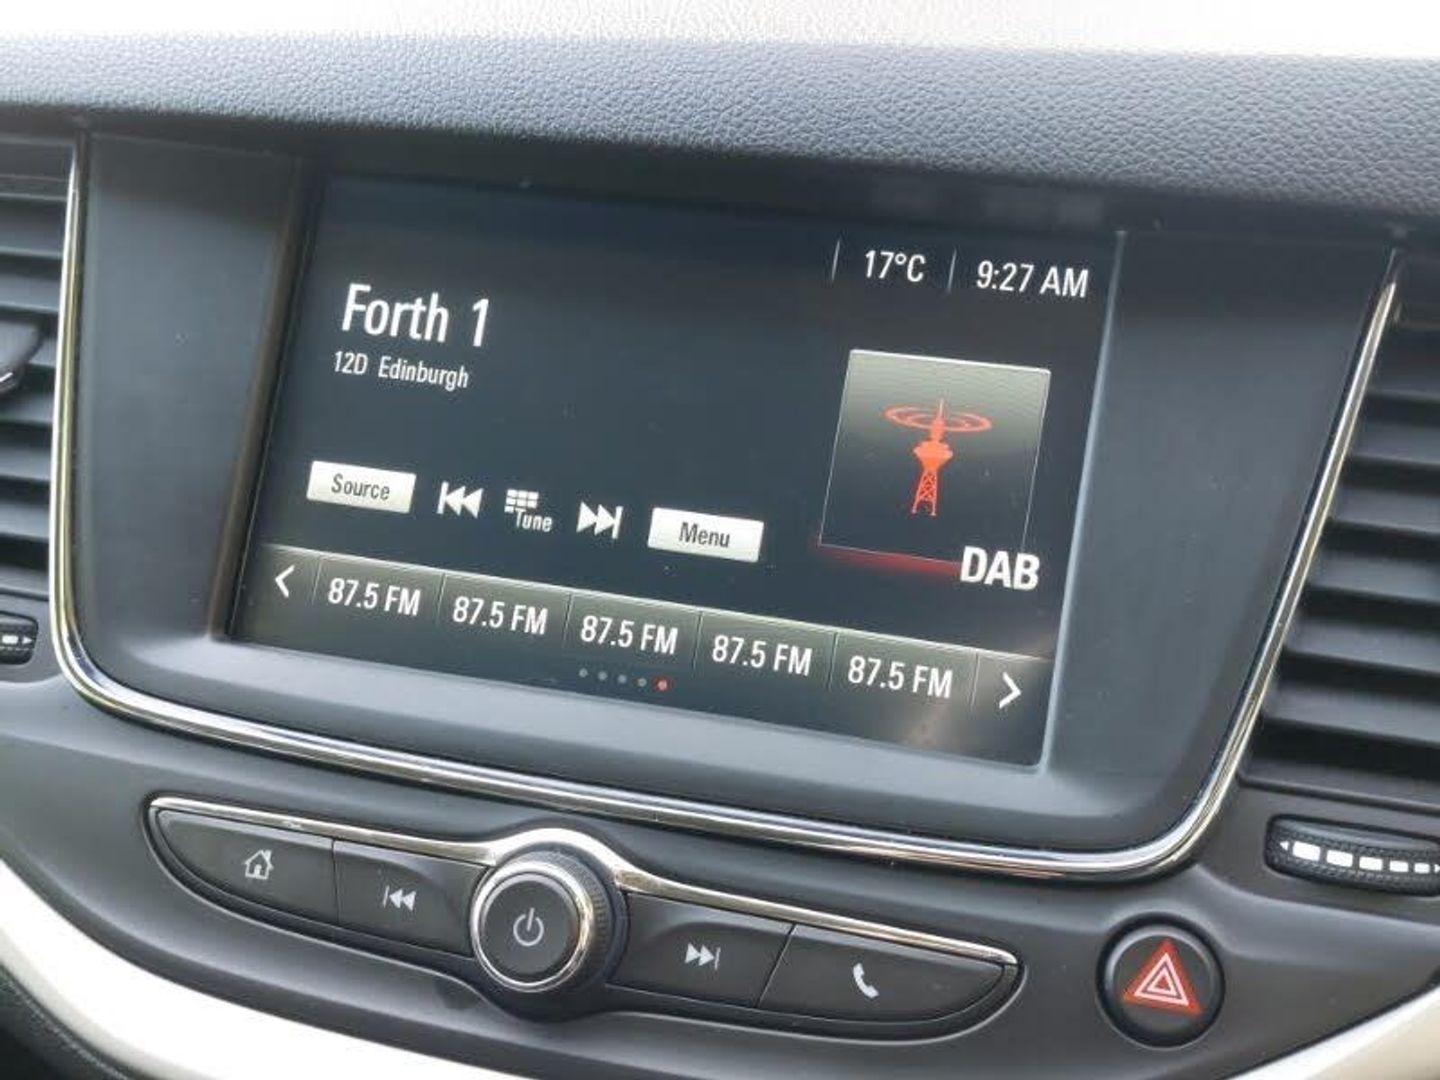 17°C 9:27 AM
Forth 1
12D Edinburgh
Source Tune Menu
DAB
87.5 FM 87.5 FM 87.5 FM 87.5 FM 87.5 FM